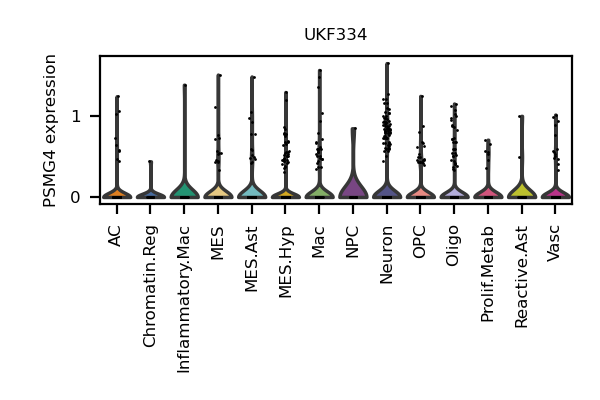 UKF334
PSMG4 expression
1
0
AC
Chromatin.Reg
Inflammatory.Mac
MES
MES.Ast
MES.Hyp
Mac
NPC
Neuron
OPC
Oligo
Prolif.Metab
Reactive.Ast
Vasc